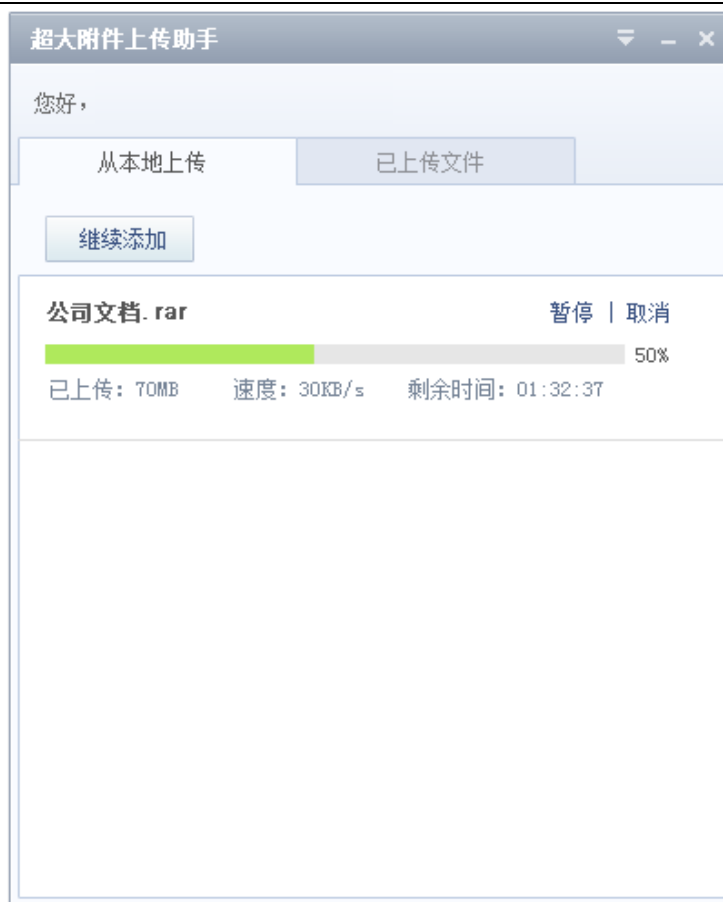 超大附件上传助手
您好，
从本地上传 已上传文件
继续添加
公司文档.rar 暂停 | 取消
50%
已上传：70MB 速度：30KB/s 剩余时间：01:32:37